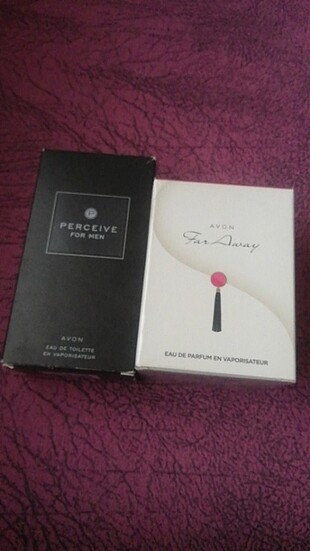 PERCEIVE
FOR MEN
AVON
EAU DE TOILETTE
EN VAPORISATEUR
AVON
Far Away
EAU DE PARFUM EN VAPORISATEUR